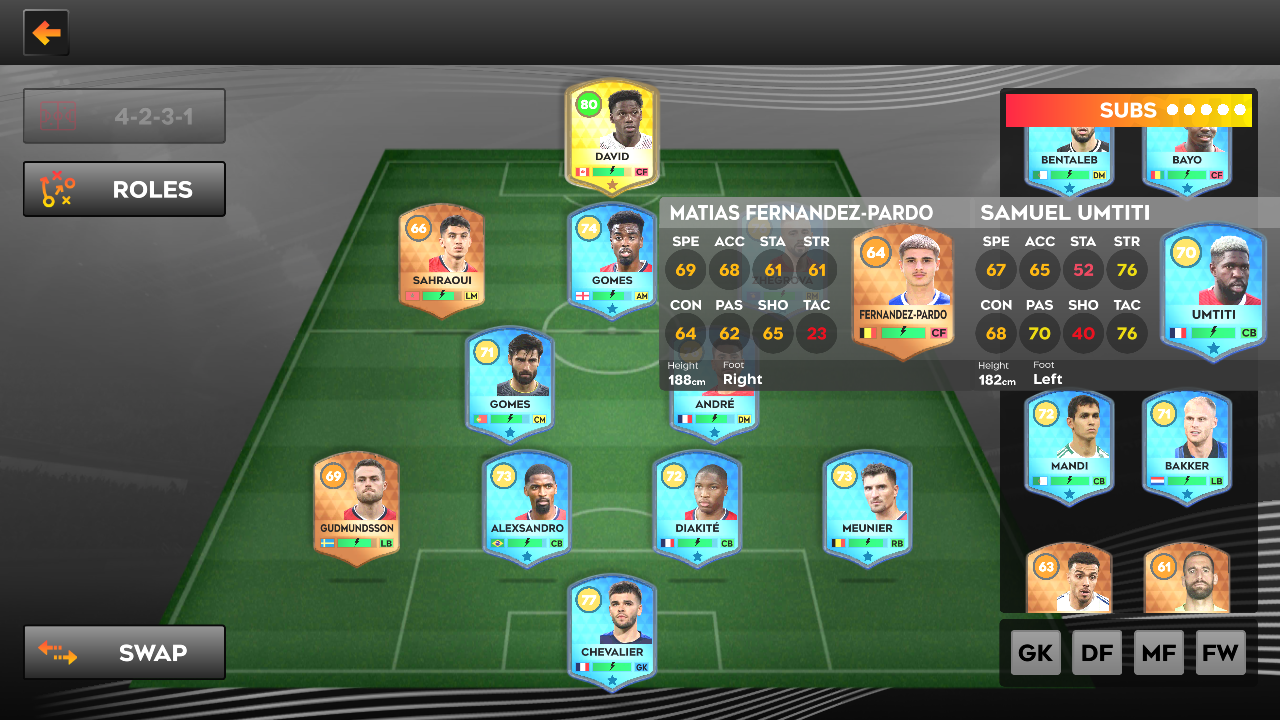 4-2-3-1
ROLES
80
DAVID
CF
SUBS
BENTALEB
DM
BAYO
CF
66
SAHRAOUI
LM
74
GOMES
AM
ZHEGROVA
RM
MATIAS FERNANDEZ-PARDO
SPE ACC STA STR
69 68 61 61
CON PAS SHO TAC
64 62 65 23
Height Foot
188cm Right
64
FERNANDEZ-PARDO
CF
SAMUEL UMTITI
SPE ACC STA STR
67 65 52 76
CON PAS SHO TAC
68 70 40 76
Height Foot
182cm Left
70
UMTITI
CB
71
GOMES
CM
ANDRÉ
DM
72
MANDI
CB
71
BAKKER
LB
69
GUDMUNDSSON
LB
73
ALEXSANDRO
CB
72
DIAKITÉ
CB
73
MEUNIER
RB
63
61
77
CHEVALIER
GK
SWAP
GK DF MF FW